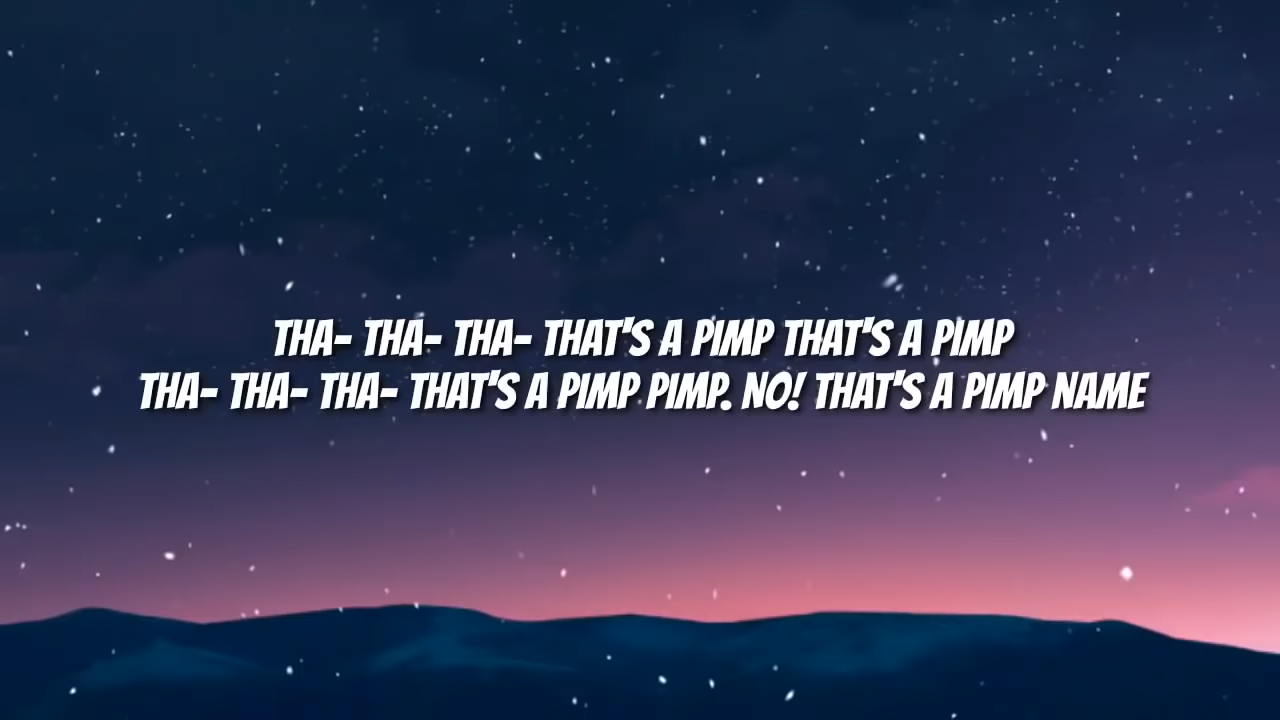 THA- THA- THA- THAT'S A PIMP THAT'S A PIMP
THA- THA- THA- THAT'S A PIMP PIMP. NO! THAT'S A PIMP NAME